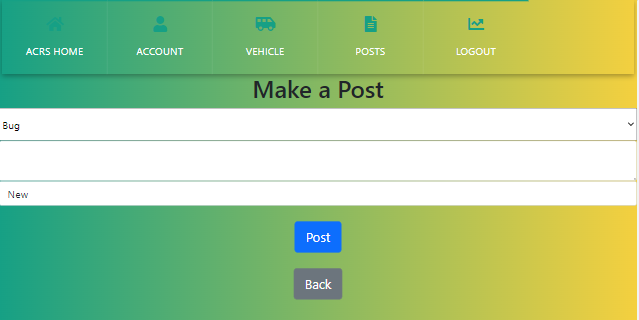 ACRS HOME ACCOUNT VEHICLE POSTS LOGOUT
Make a Post
Bug
New
Post
Back